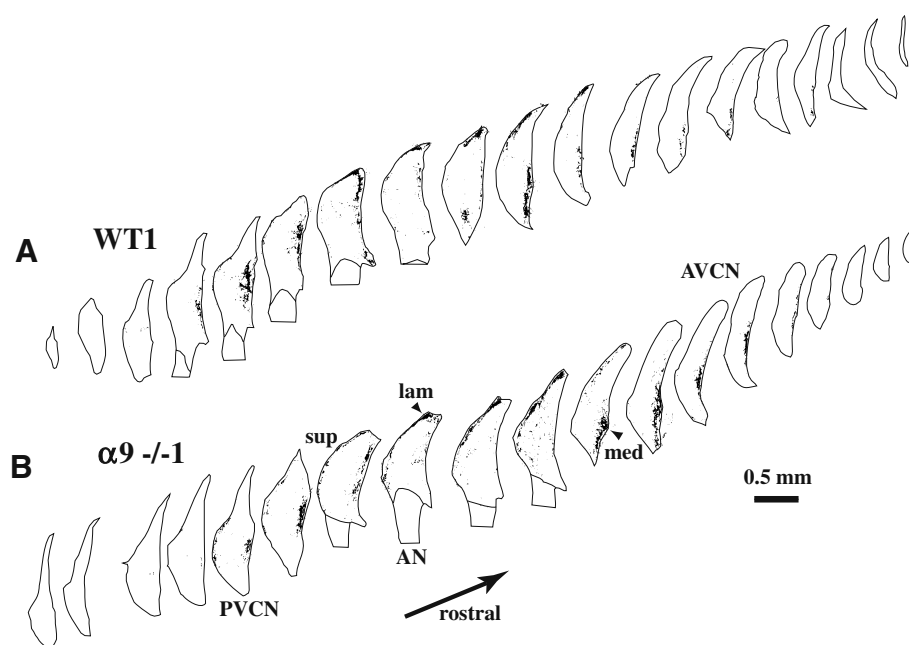 A
WT1
AVCN
lam
sup
B
α9 -/-1
med
0.5 mm
AN
PVCN
rostral